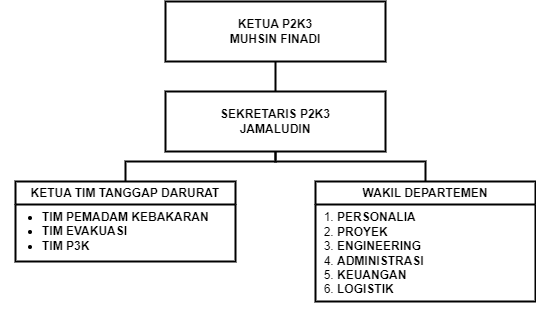 KETUA P2K3
MUHSIN FINADI
SEKRETARIS P2K3
JAMALUDIN
KETUA TIM TANGGAP DARURAT
• TIM PEMADAM KEBAKARAN
• TIM EVAKUASI
• TIM P3K
WAKIL DEPARTEMEN
1. PERSONALIA
2. PROYEK
3. ENGINEERING
4. ADMINISTRASI
5. KEUANGAN
6. LOGISTIK